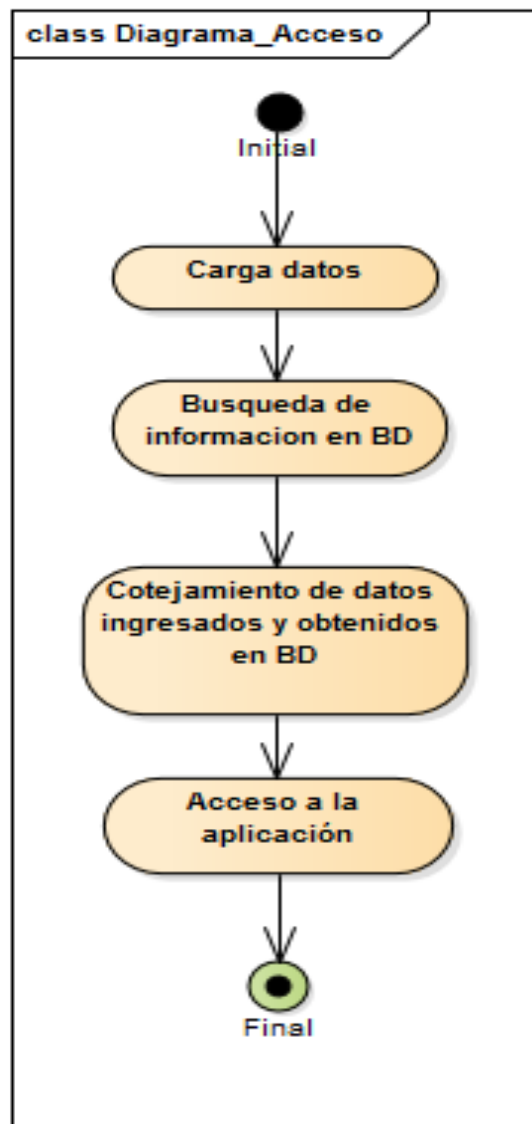 class Diagrama_Acceso
Initial
Carga datos
Busqueda de
informacion en BD
Cotejamiento de datos
ingresados y obtenidos
en BD
Acceso a la
aplicación
Final